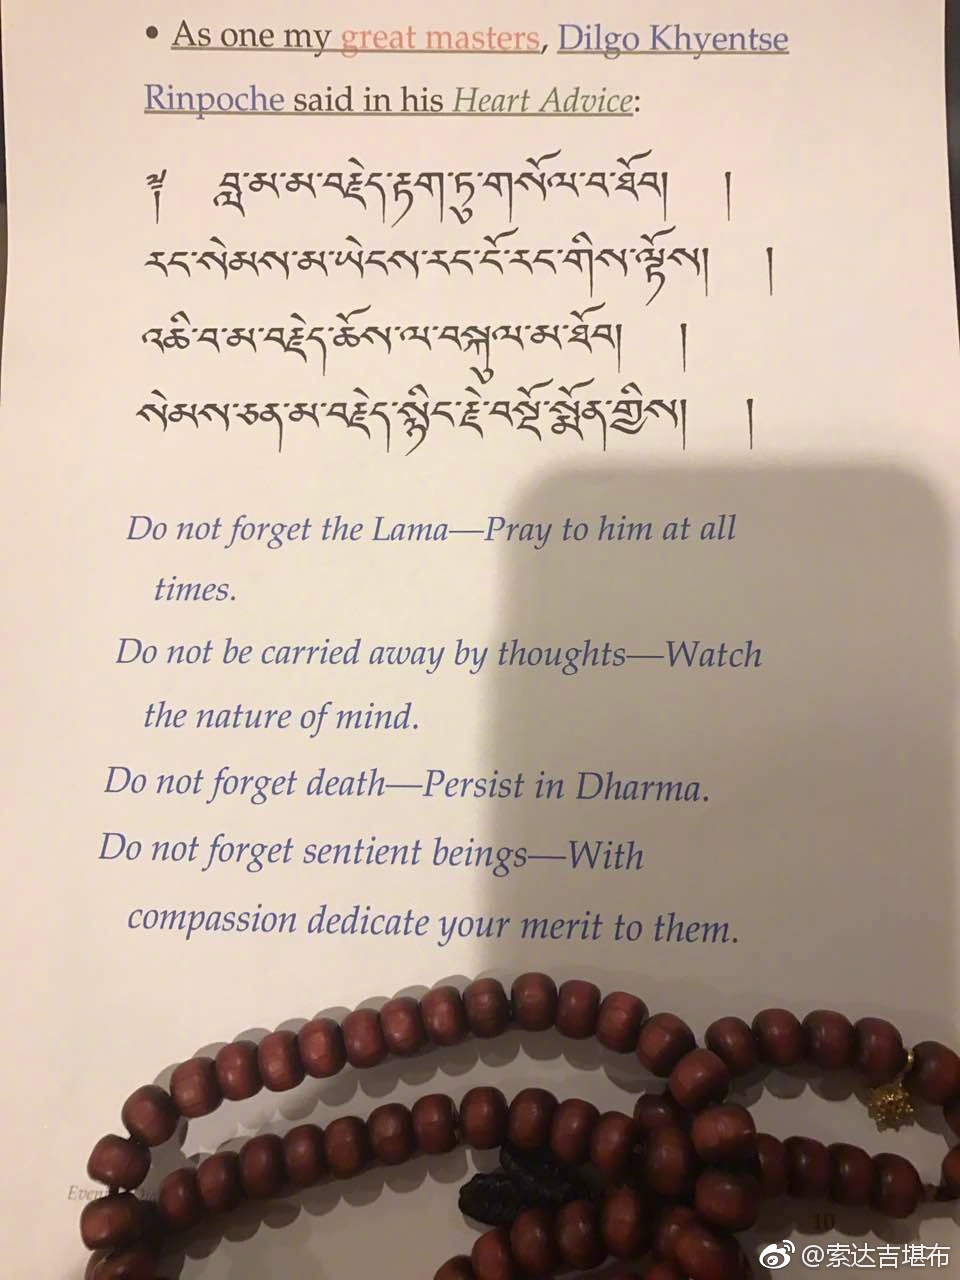 • As one my great masters, Dilgo Khyentse
Rinpoche said in his Heart Advice:
༈ བླ་མ་མ་བརྗེད་རྟག་ཏུ་གསོལ་བ་ཐོབ། །
རང་སེམས་མ་ཡེངས་རང་ངོ་རང་གིས་ལྟོས། །
འཆི་བ་མ་བརྗེད་ཆོས་ལ་བསྐུལ་མ་ཐོབ། །
སེམས་ཅན་མ་བརྗེད་སྙིང་རྗེ་བསྔོ་སྨོན་གྱིས། །
Do not forget the Lama—Pray to him at all
times.
Do not be carried away by thoughts—Watch
the nature of mind.
Do not forget death—Persist in Dharma.
Do not forget sentient beings—With
compassion dedicate your merit to them.
10
@索达吉堪布